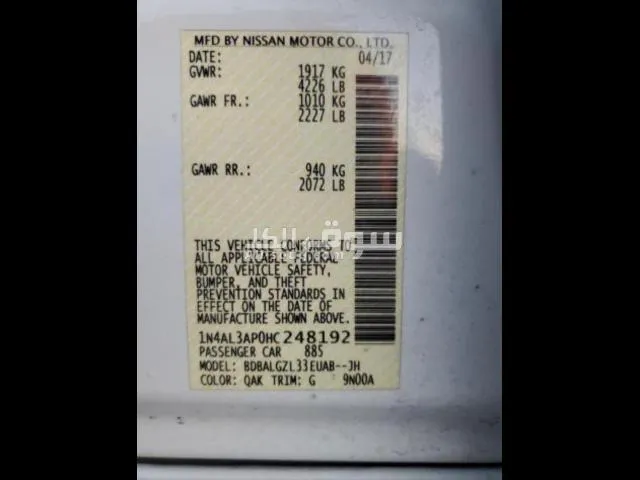 MFD BY NISSAN MOTOR CO., LTD.
DATE: 04/17
GVWR: 1917 KG
4226 LB
GAWR FR.: 1010 KG
2227 LB
GAWR RR.: 940 KG
2072 LB
THIS VEHICLE CONFORMS TO
ALL APPLICABLE FEDERAL
MOTOR VEHICLE SAFETY,
BUMPER, AND THEFT
PREVENTION STANDARDS IN
EFFECT ON THE DATE OF
MANUFACTURE SHOWN ABOVE.
1N4AL3AP0HC248192
PASSENGER CAR 885
MODEL: BDBALGZL33EUAB--JH
COLOR: QAK TRIM: G 9N00A
سوق الكل